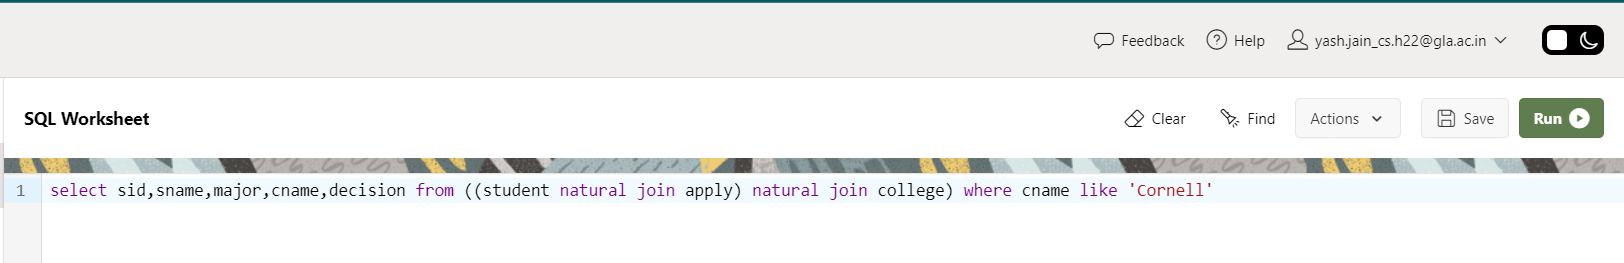 Feedback Help yash.jain_cs.h22@gla.ac.in
SQL Worksheet Clear Find Actions Save Run
1 select sid,sname,major,cname,decision from ((student natural join apply) natural join college) where cname like 'Cornell'